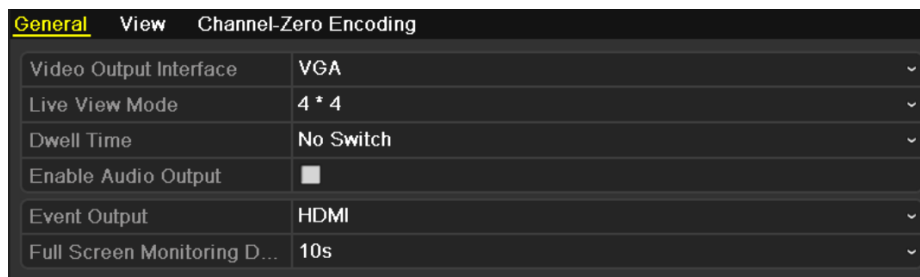 General View Channel-Zero Encoding
Video Output Interface VGA
Live View Mode 4 * 4
Dwell Time No Switch
Enable Audio Output
Event Output HDMI
Full Screen Monitoring D... 10s